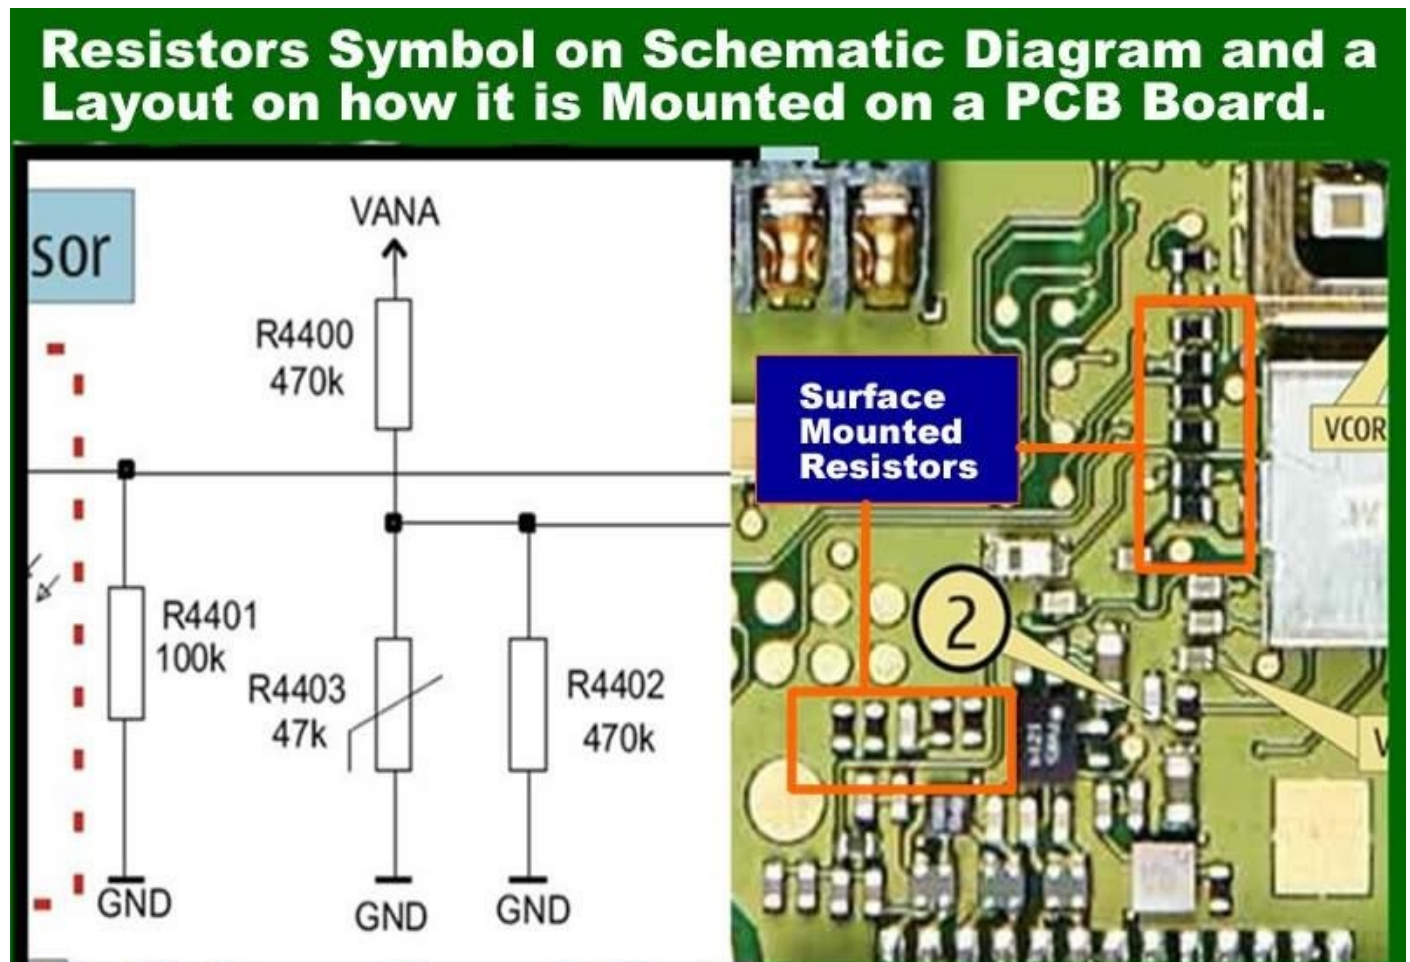 Resistors Symbol on Schematic Diagram and a
Layout on how it is Mounted on a PCB Board.
sor
VANA
R4400
470k
R4401
100k
R4403
47k
R4402
470k
GND
GND
GND
Surface
Mounted
Resistors
VCOR
2
V